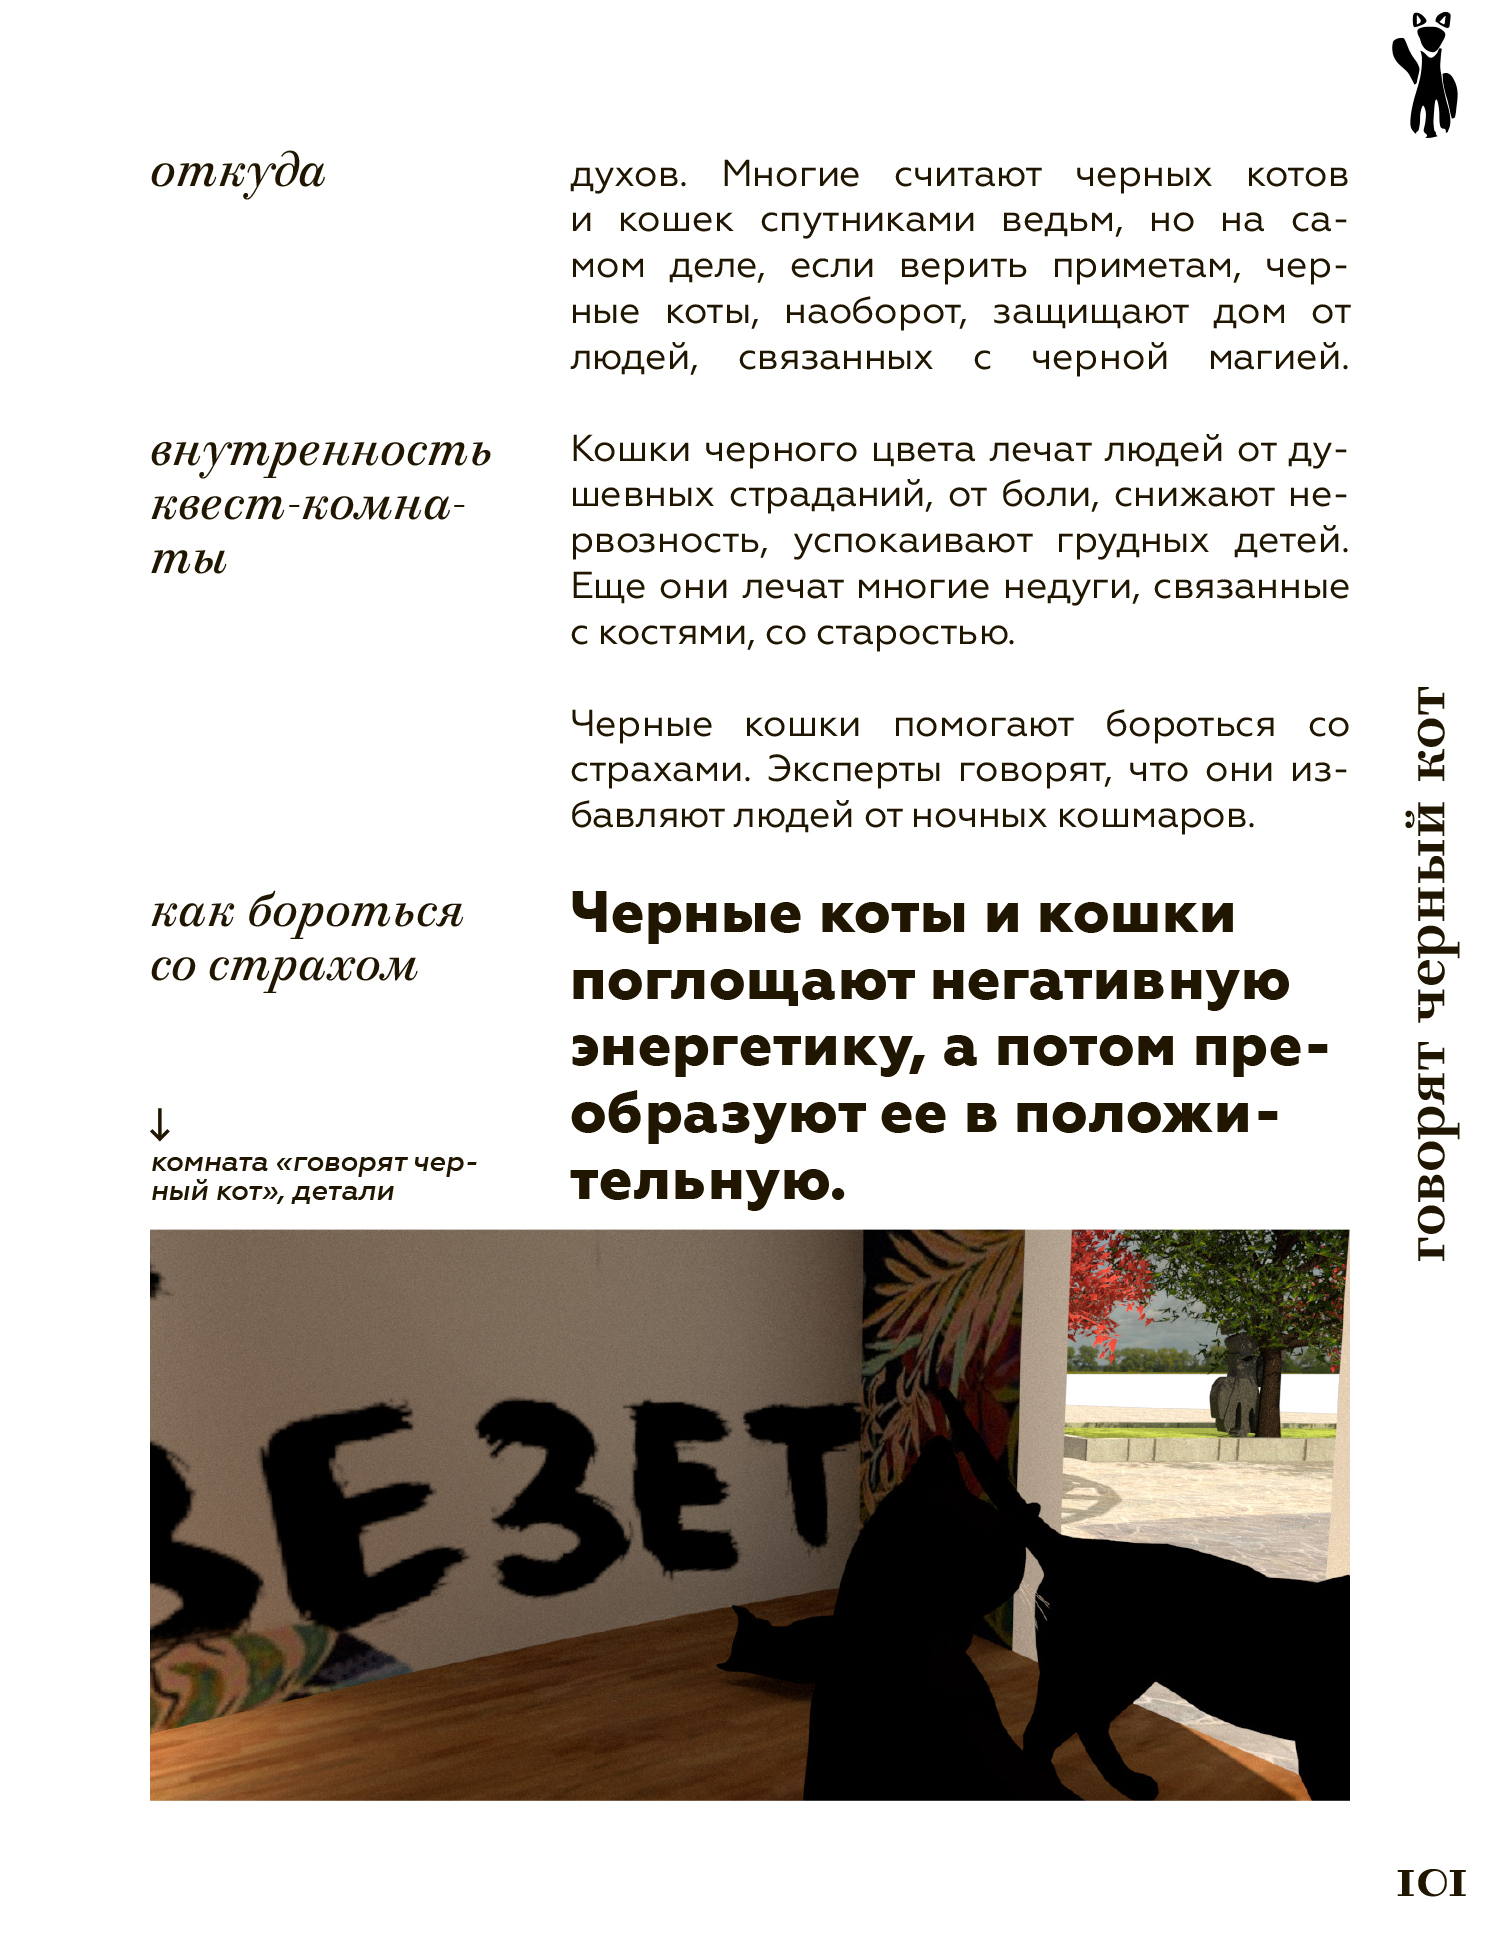 откуда
духов. Многие считают черных котов
и кошек спутниками ведьм, но на са-
мом деле, если верить приметам, чер-
ные коты, наоборот, защищают дом от
людей, связанных с черной магией.
внутренность
квест-комна-
ты
Кошки черного цвета лечат людей от ду-
шевных страданий, от боли, снижают не-
рвозность, успокаивают грудных детей.
Еще они лечат многие недуги, связанные
с костями, со старостью.
Черные кошки помогают бороться со
страхами. Эксперты говорят, что они из-
бавляют людей от ночных кошмаров.
как бороться
со страхом
Черные коты и кошки
поглощают негативную
энергетику, а потом пре-
образуют ее в положи-
тельную.
↓
комната «говорят чер-
ный кот», детали
ВЕЗЕТ
говорят черный кот
101